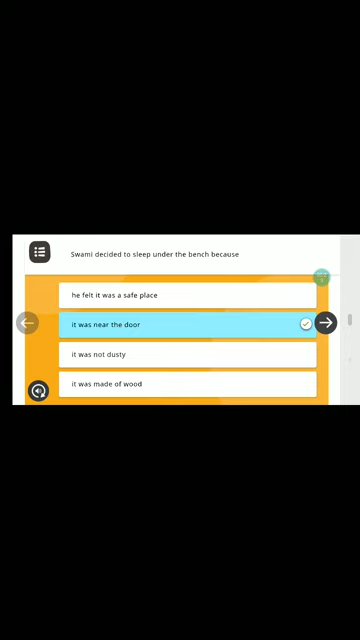 Swami decided to sleep under the bench because
he felt it was a safe place
it was near the door
it was not dusty
it was made of wood